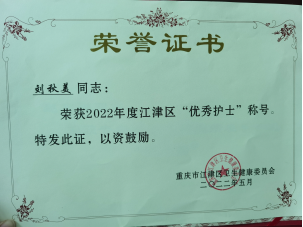 荣誉证书
刘秋美同志：
荣获2022年度江津区“优秀护士”称号。
特发此证，以资鼓励。
重庆市江津区卫生健康委员会
二〇二二年五月